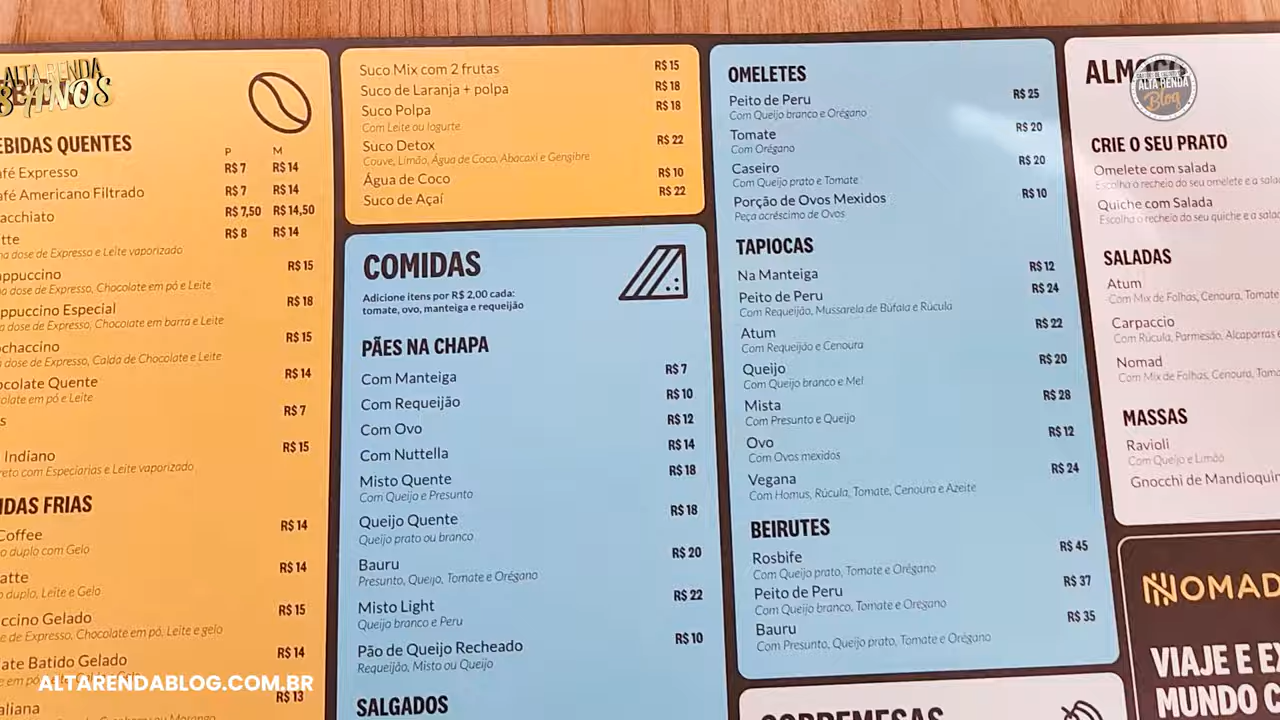 ALTA RENDA
8 ANOS
BEBIDAS QUENTES
P M
Café Expresso R$ 7 R$ 14
Café Americano Filtrado R$ 7 R$ 14
Macchiato R$ 7,50 R$ 14,50
atte R$ 8 R$ 14
dose de Expresso e Leite vaporizado
appuccino R$ 15
dose de Expresso, Chocolate em pó e Leite
appuccino Especial R$ 18
dose de Expresso, Chocolate em barra e Leite
ochaccino R$ 15
dose de Expresso, Calda de Chocolate e Leite
ocolate Quente R$ 14
olate em pó e Leite
s R$ 7
Indiano R$ 15
reto com Especiarias e Leite vaporizado
IDAS FRIAS
Coffee R$ 14
o duplo com Gelo
atte R$ 14
o duplo, Leite e Gelo
ccino Gelado R$ 15
e de Expresso, Chocolate em pó, Leite e gelo
late Batido Gelado R$ 14
e em pó
ALTARENDABLOG.COM.BR
aliana R$ 13
Suco Mix com 2 frutas R$ 15
Suco de Laranja + polpa R$ 18
Suco Polpa R$ 18
Com Leite ou Iogurte
Suco Detox R$ 22
Couve, Limão, Água de Coco, Abacaxi e Gengibre
Água de Coco R$ 10
Suco de Açaí R$ 22
COMIDAS
Adicione itens por R$ 2,00 cada:
tomate, ovo, manteiga e requeijão
PÃES NA CHAPA
Com Manteiga R$ 7
Com Requeijão R$ 10
Com Ovo R$ 12
Com Nuttella R$ 14
Misto Quente R$ 18
Com Queijo e Presunto
Queijo Quente R$ 18
Queijo prato ou branco
Bauru R$ 20
Presunto, Queijo, Tomate e Orégano
Misto Light R$ 22
Queijo branco e Peru
Pão de Queijo Recheado R$ 10
Requeijão, Misto ou Queijo
SALGADOS
OMELETES
Peito de Peru R$ 25
Com Queijo branco e Orégano
Tomate R$ 20
Com Orégano
Caseiro R$ 20
Com Queijo prato e Tomate
Porção de Ovos Mexidos R$ 10
Peça acréscimo de Ovos
TAPIOCAS
Na Manteiga R$ 12
Peito de Peru R$ 24
Com Requeijão, Mussarela de Búfala e Rúcula
Atum R$ 22
Com Requeijão e Cenoura
Queijo R$ 20
Com Queijo branco e Mel
Mista R$ 28
Com Presunto e Queijo
Ovo R$ 12
Com Ovos mexidos
Vegana R$ 24
Com Homus, Rúcula, Tomate, Cenoura e Azeite
BEIRUTES
Rosbife R$ 45
Com Queijo prato, Tomate e Orégano
Peito de Peru R$ 37
Com Queijo branco, Tomate e Oregano
Bauru R$ 35
Com Presunto, Queijo prato, Tomate e Orégano
SOBREMESAS
ALMOÇO
ALTA RENDA
Blog
CRIE O SEU PRATO
Omelete com salada
Escolha o recheio do seu omelete e a sala
Quiche com Salada
Escolha o recheio do seu quiche e a salad
SALADAS
Atum
Com Mix de Folhas, Cenoura, Tomate
Carpaccio
Com Rúcula, Parmesão, Alcaparras e
Nomad
Com Mix de Folhas, Cenoura, Toma
MASSAS
Ravioli
Com Queijo e Limão
Gnocchi de Mandioquin
NOMAD
VIAJE E EX
MUNDO C